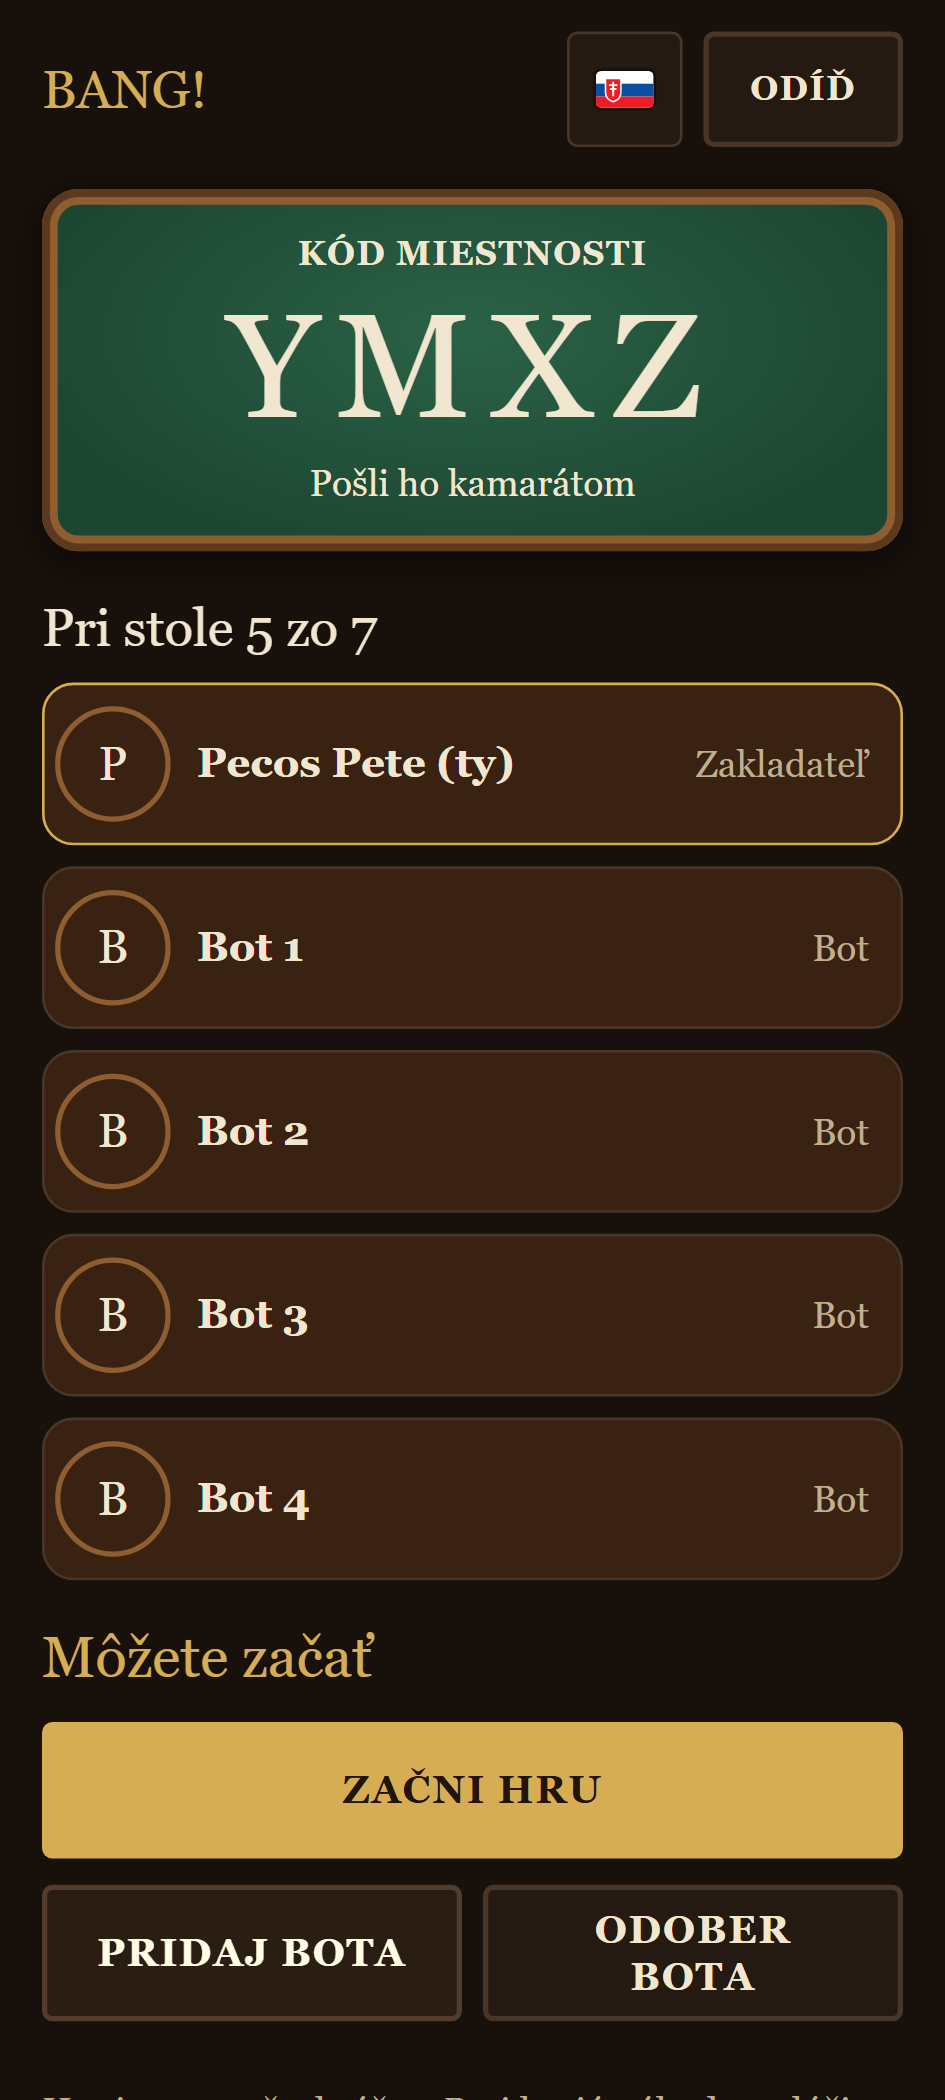 BANG!
ODÍĎ
KÓD MIESTNOSTI
YMXZ
Pošli ho kamarátom
Pri stole 5 zo 7
P
Pecos Pete (ty)
Zakladateľ
B
Bot 1
Bot
B
Bot 2
Bot
B
Bot 3
Bot
B
Bot 4
Bot
Môžete začať
ZAČNI HRU
PRIDAJ BOTA
ODOBER
BOTA